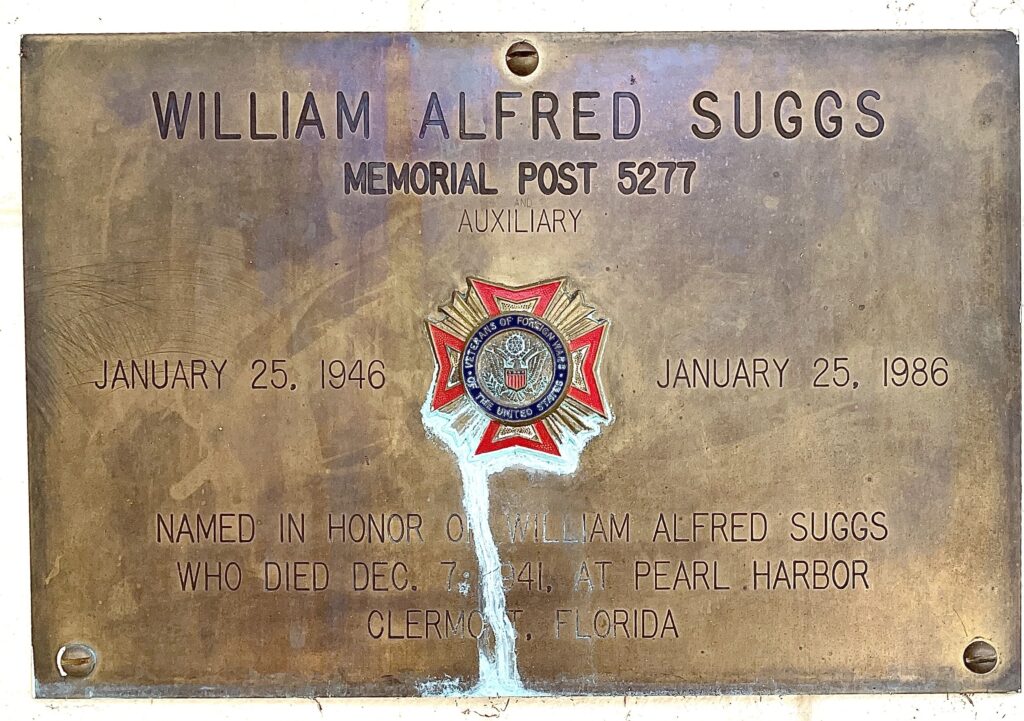 WILLIAM ALFRED SUGGS
MEMORIAL POST 5277
AND
AUXILIARY
VETERANS OF FOREIGN WARS
OF THE UNITED STATES
JANUARY 25, 1946
JANUARY 25, 1986
NAMED IN HONOR OF WILLIAM ALFRED SUGGS
WHO DIED DEC. 7, 1941, AT PEARL HARBOR
CLERMONT, FLORIDA